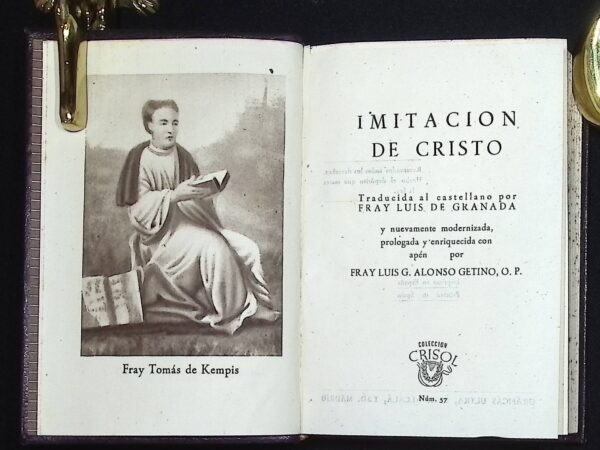 Fray Tomás de Kempis
IMITACION
DE CRISTO
Traducida al castellano por
FRAY LUIS DE GRANADA
y nuevamente modernizada,
prologada y enriquecida con
apén por
FRAY LUIS G. ALONSO GETINO, O. P.
COLECCION
CRISOL
Núm. 57